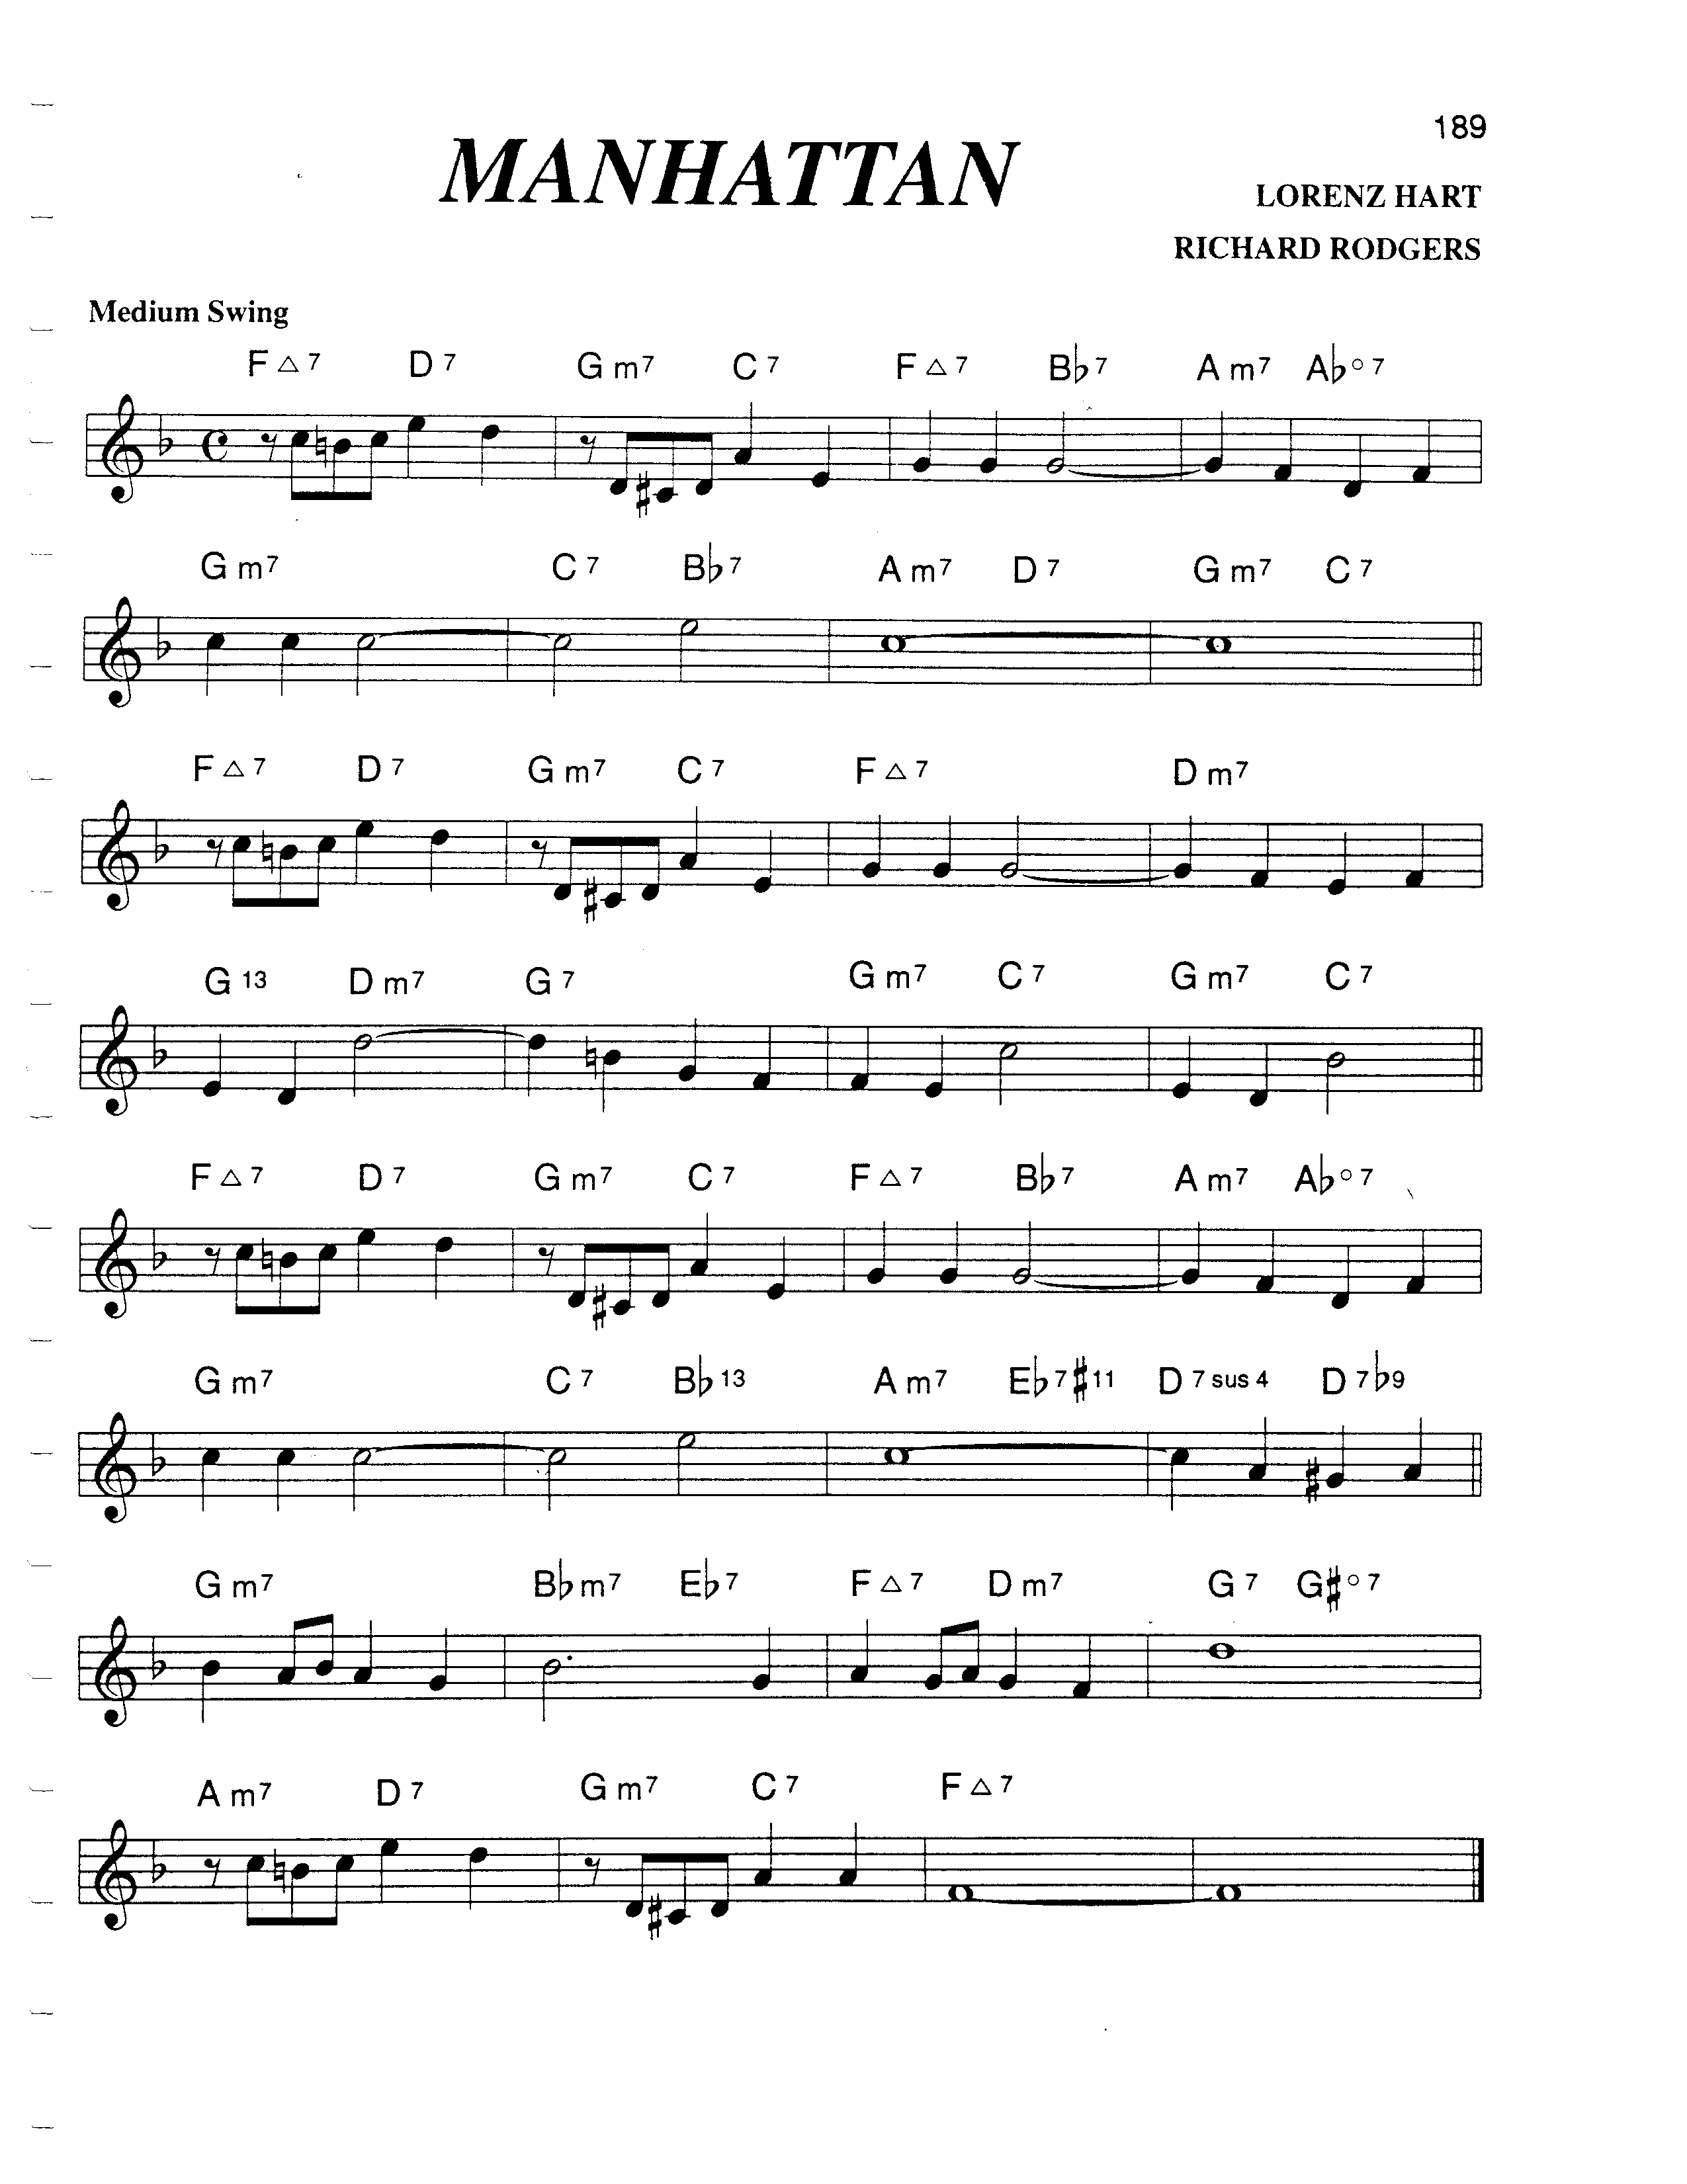 189
MANHATTAN
LORENZ HART
RICHARD RODGERS
Medium Swing
F△7 D7 Gm7 C7 F△7 B♭7 Am7 A♭○7
Gm7 C7 B♭7 Am7 D7 Gm7 C7
F△7 D7 Gm7 C7 F△7 Dm7
G13 Dm7 G7 Gm7 C7 Gm7 C7
F△7 D7 Gm7 C7 F△7 B♭7 Am7 A♭○7
Gm7 C7 B♭13 Am7 E♭7♯11 D7sus4 D7♭9
Gm7 B♭m7 E♭7 F△7 Dm7 G7 G♯○7
Am7 D7 Gm7 C7 F△7